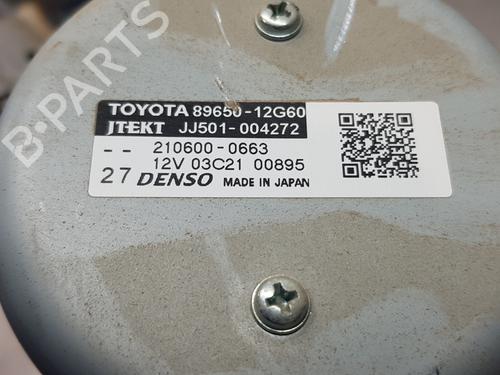 B-PARTS
TOYOTA 89650-12G60
JTEKT JJ501-004272
-- 210600-0663
12V 03C21 00895
27 DENSO MADE IN JAPAN